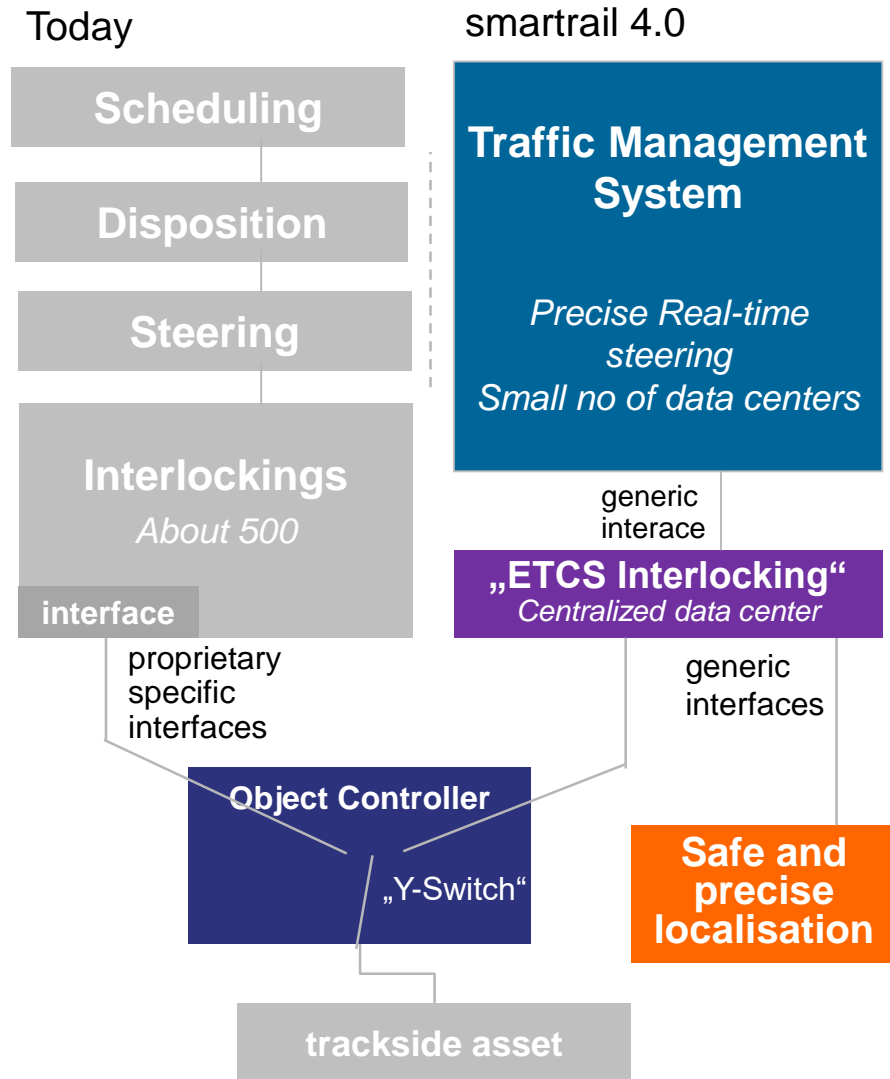 Today
Scheduling
Disposition
Steering
Interlockings
About 500
interface
proprietary
specific
interfaces
smartrail 4.0
Traffic Management
System
Precise Real-time
steering
Small no of data centers
generic
interace
„ETCS Interlocking“
Centralized data center
generic
interfaces
Object Controller
„Y-Switch“
Safe and
precise
localisation
trackside asset